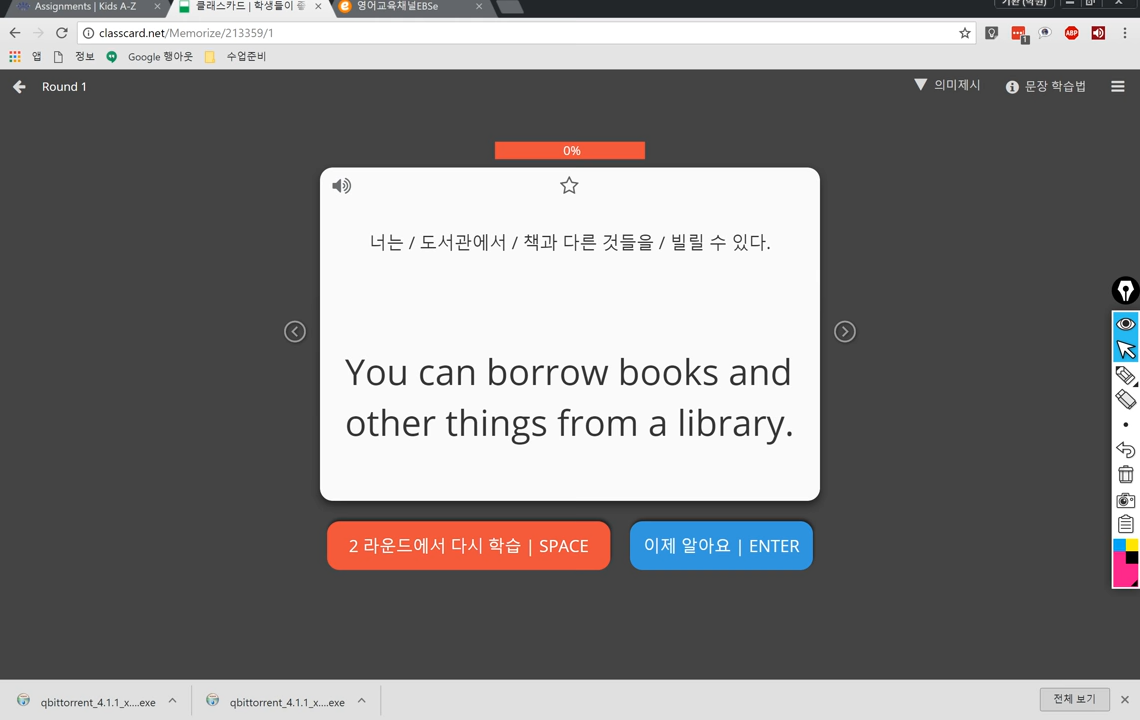 Assignments | Kids A-Z
클래스카드 | 학생들이 좋
영어교육채널EBSe
classcard.net/Memorize/213359/1
1
ABP
앱
정보
Google 행아웃
수업준비
Round 1
의미제시
문장 학습법
0%
너는 / 도서관에서 / 책과 다른 것들을 / 빌릴 수 있다.
You can borrow books and
other things from a library.
2 라운드에서 다시 학습 | SPACE
이제 알아요 | ENTER
qbittorrent_4.1.1_x....exe
qbittorrent_4.1.1_x....exe
전체 보기